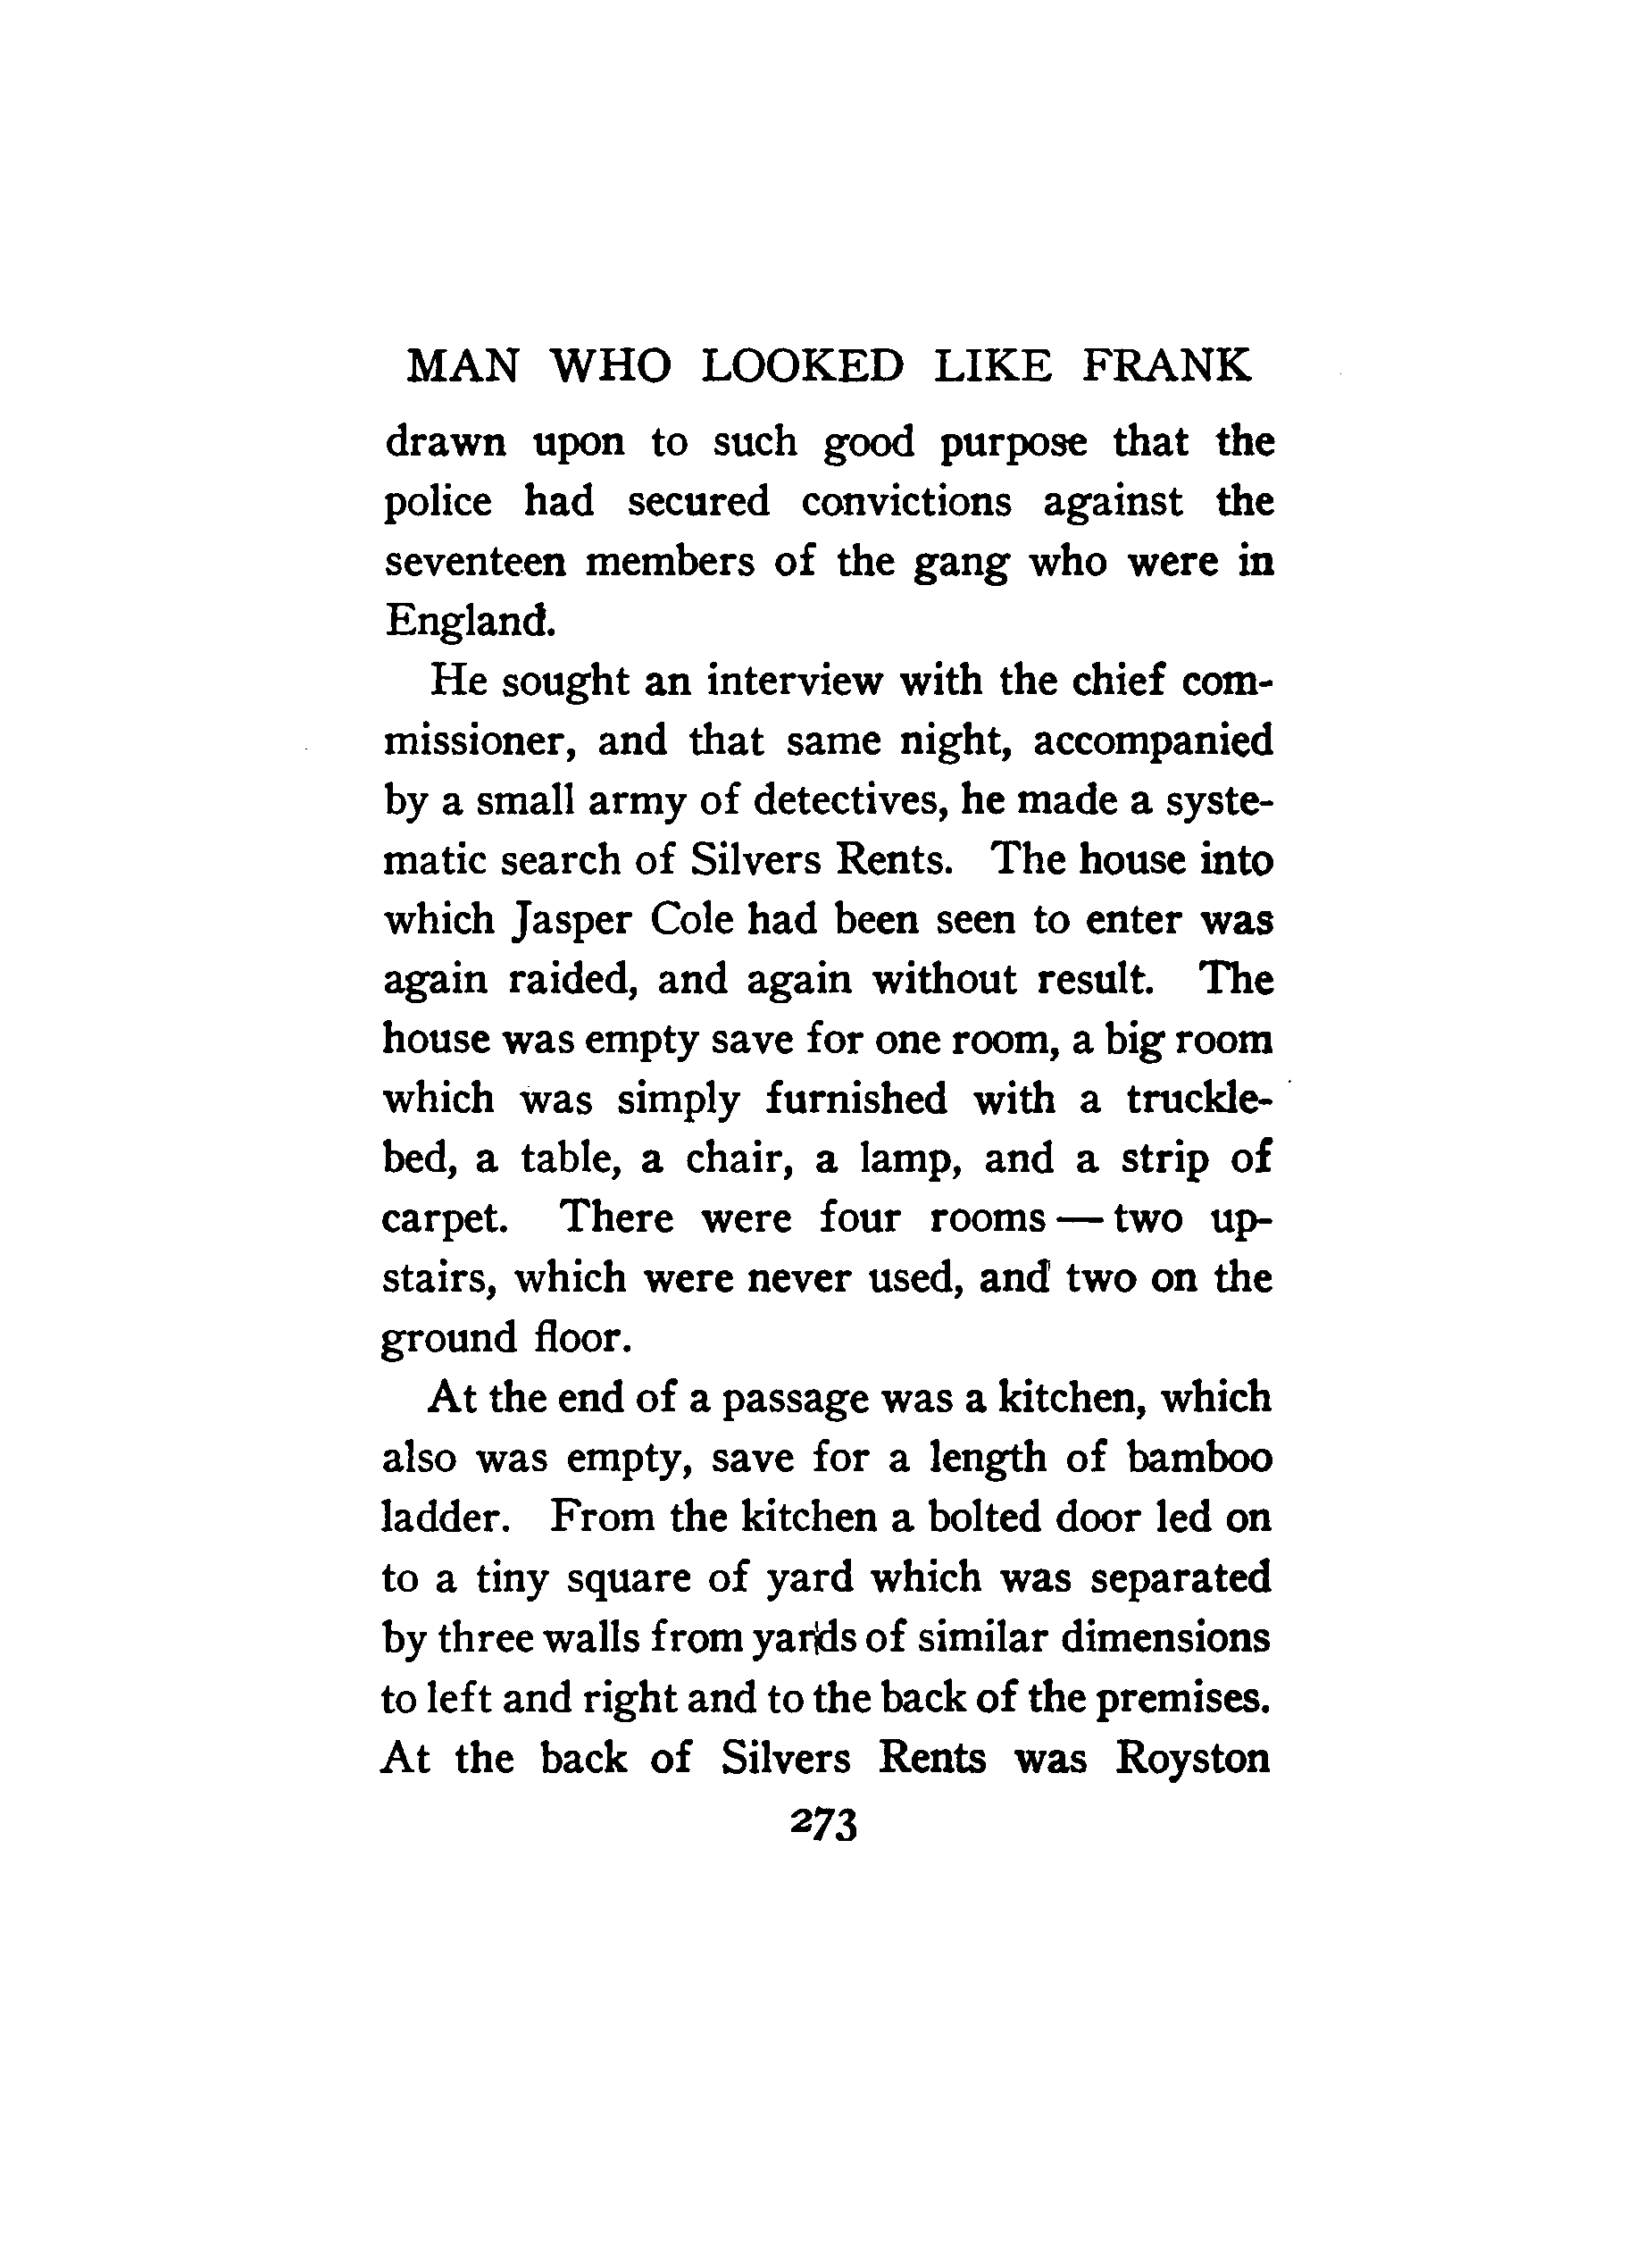 MAN WHO LOOKED LIKE FRANK
drawn upon to such good purpose that the
police had secured convictions against the
seventeen members of the gang who were in
England.
He sought an interview with the chief com-
missioner, and that same night, accompanied
by a small army of detectives, he made a syste-
matic search of Silvers Rents. The house into
which Jasper Cole had been seen to enter was
again raided, and again without result. The
house was empty save for one room, a big room
which was simply furnished with a truckle-
bed, a table, a chair, a lamp, and a strip of
carpet. There were four rooms — two up-
stairs, which were never used, and two on the
ground floor.
At the end of a passage was a kitchen, which
also was empty, save for a length of bamboo
ladder. From the kitchen a bolted door led on
to a tiny square of yard which was separated
by three walls from yards of similar dimensions
to left and right and to the back of the premises.
At the back of Silvers Rents was Royston
273